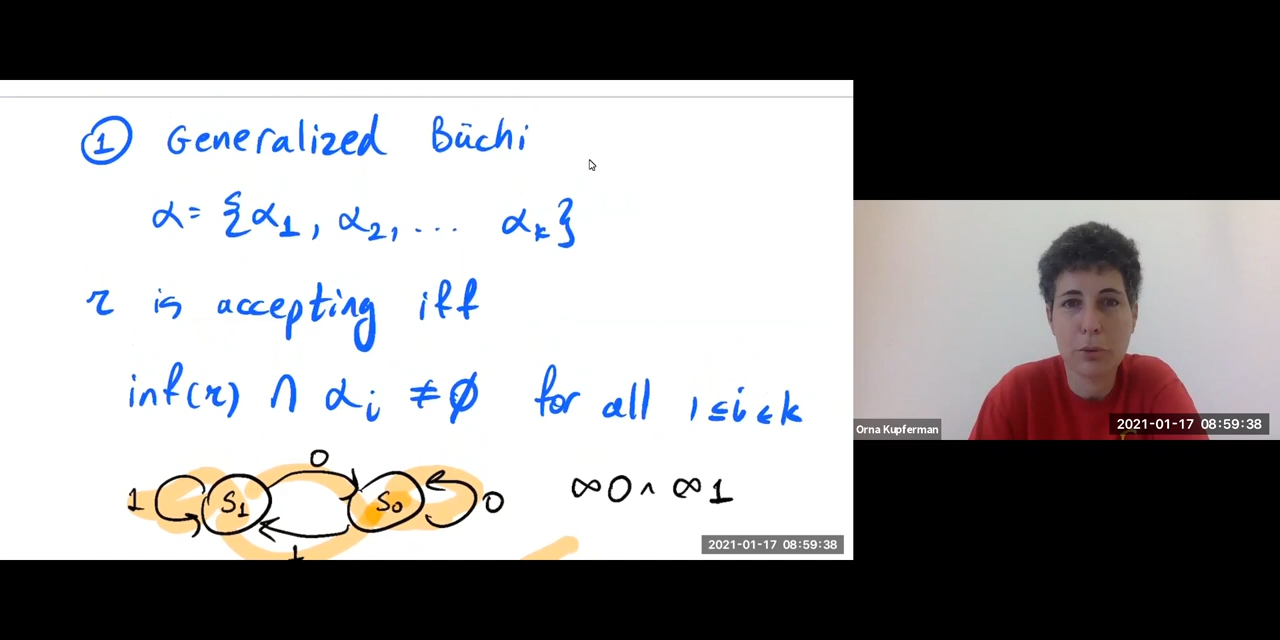 ① Generalized Büchi
α = {α1, α2, ... αk}
r is accepting iff
inf(r) ∩ αi ≠ ∅ for all 1≤i≤k
0
1 S1 S0 0 ∞0 ∧ ∞1
1
Orna Kupferman
2021-01-17 08:59:38
2021-01-17 08:59:38